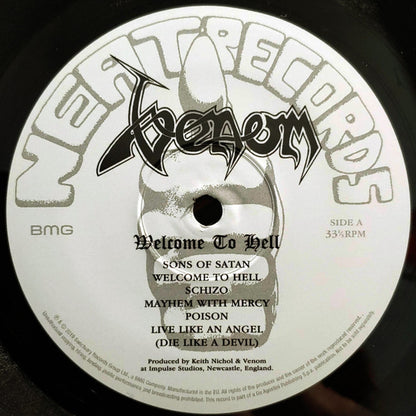 NEAT RECORDS
Venom
BMG
SIDE A
33⅓RPM
Welcome To Hell
SONS OF SATAN
WELCOME TO HELL
SCHIZO
MAYHEM WITH MERCY
POISON
LIVE LIKE AN ANGEL
(DIE LIKE A DEVIL)
Produced by Keith Nichol & Venom
at Impulse Studios, Newcastle, England.